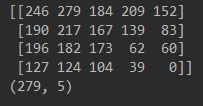 [[246 279 184 209 152]
[190 217 167 139 83]
[196 182 173 62 60]
[127 124 104 39 0]]
(279, 5)